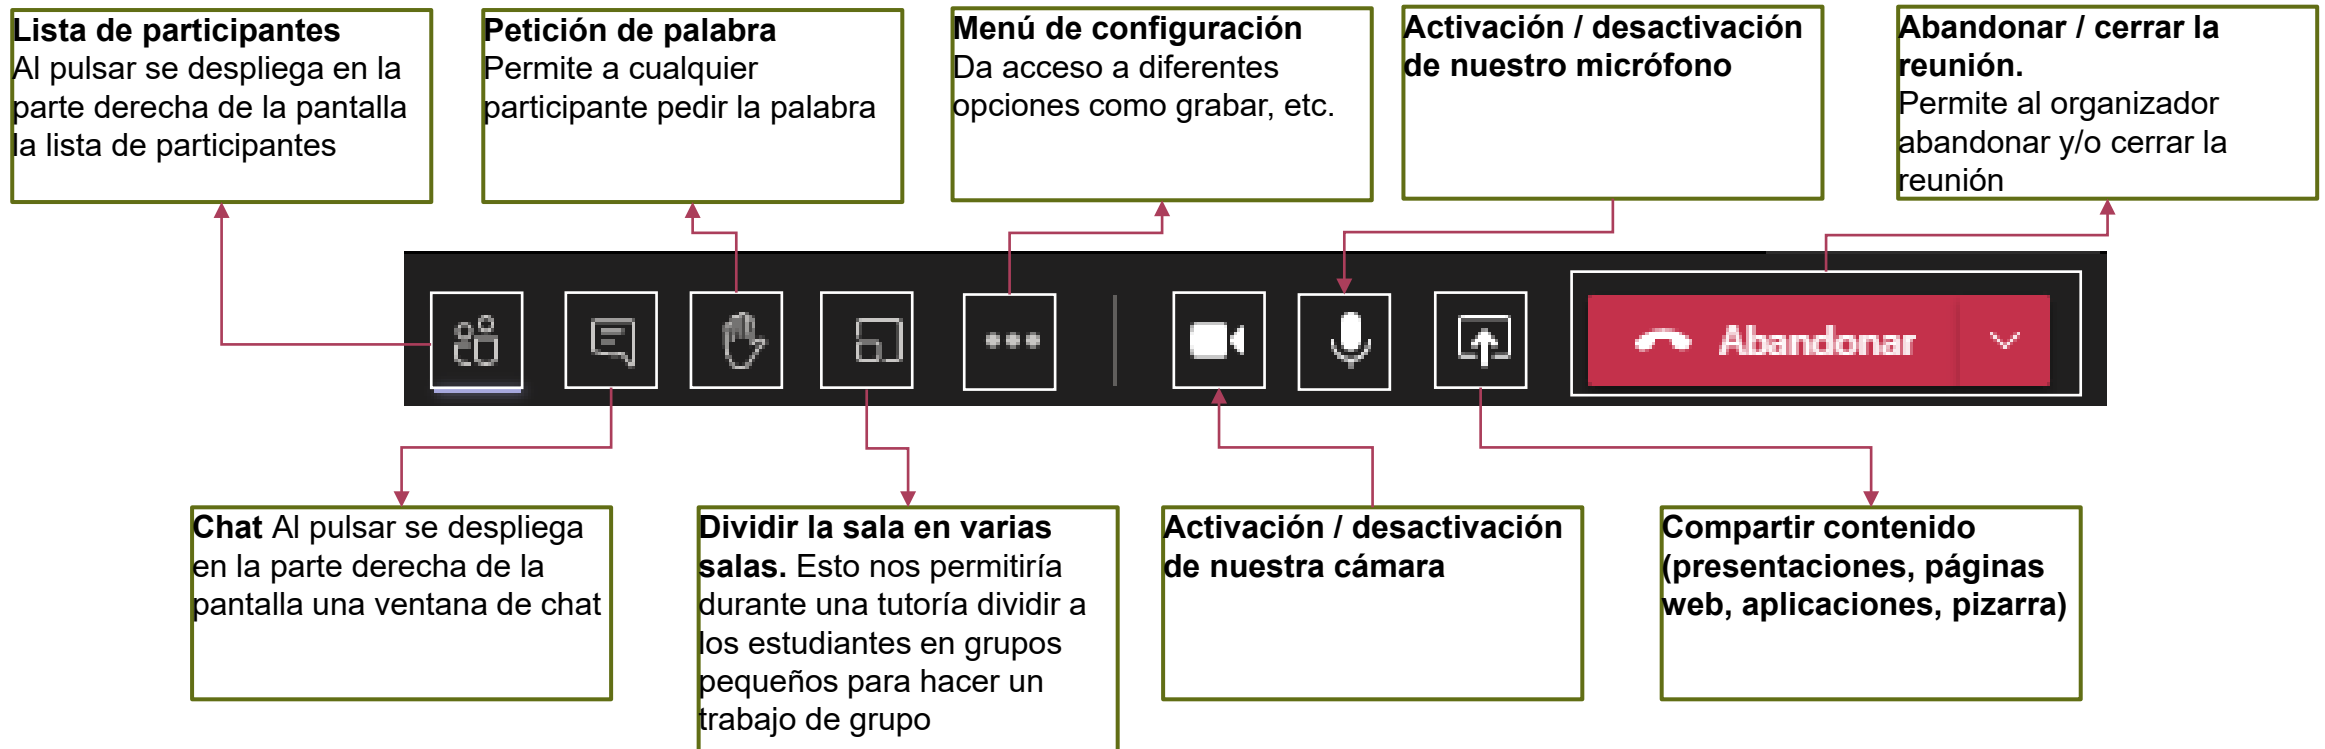 Lista de participantes
Al pulsar se despliega en la
parte derecha de la pantalla
la lista de participantes
Petición de palabra
Permite a cualquier
participante pedir la palabra
Menú de configuración
Da acceso a diferentes
opciones como grabar, etc.
Activación / desactivación
de nuestro micrófono
Abandonar / cerrar la
reunión.
Permite al organizador
abandonar y/o cerrar la
reunión
Abandonar
Chat Al pulsar se despliega
en la parte derecha de la
pantalla una ventana de chat
Dividir la sala en varias
salas. Esto nos permitiría
durante una tutoría dividir a
los estudiantes en grupos
pequeños para hacer un
trabajo de grupo
Activación / desactivación
de nuestra cámara
Compartir contenido
(presentaciones, páginas
web, aplicaciones, pizarra)